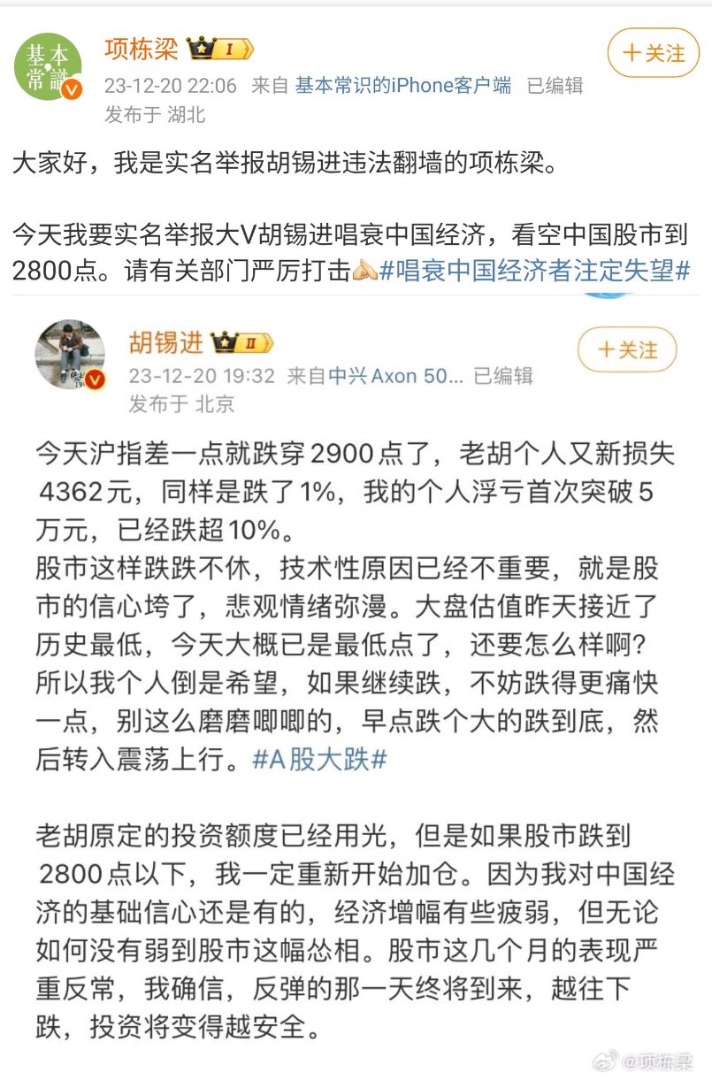 基本
常識
项栋梁
I
十关注
23-12-20 22:06 来自 基本常识的iPhone客户端 已编辑
发布于 湖北
大家好，我是实名举报胡锡进违法翻墙的项栋梁。
今天我要实名举报大V胡锡进唱衰中国经济，看空中国股市到
2800点。请有关部门严厉打击✍🏻#唱衰中国经济者注定失望#
胡锡进
II
十关注
23-12-20 19:32 来自中兴Axon 50... 已编辑
发布于 北京
今天沪指差一点就跌穿2900点了，老胡个人又新损失
4362元，同样是跌了1%，我的个人浮亏首次突破5
万元，已经跌超10%。
股市这样跌跌不休，技术性原因已经不重要，就是股
市的信心垮了，悲观情绪弥漫。大盘估值昨天接近了
历史最低，今天大概已是最低点了，还要怎么样啊？
所以我个人倒是希望，如果继续跌，不妨跌得更痛快
一点，别这么磨磨唧唧的，早点跌个大的跌到底，然
后转入震荡上行。#A股大跌#
老胡原定的投资额度已经用光，但是如果股市跌到
2800点以下，我一定重新开始加仓。因为我对中国经
济的基础信心还是有的，经济增幅有些疲弱，但无论
如何没有弱到股市这幅怂相。股市这几个月的表现严
重反常，我确信，反弹的那一天终将到来，越往下
跌，投资将变得越安全。
@项栋梁